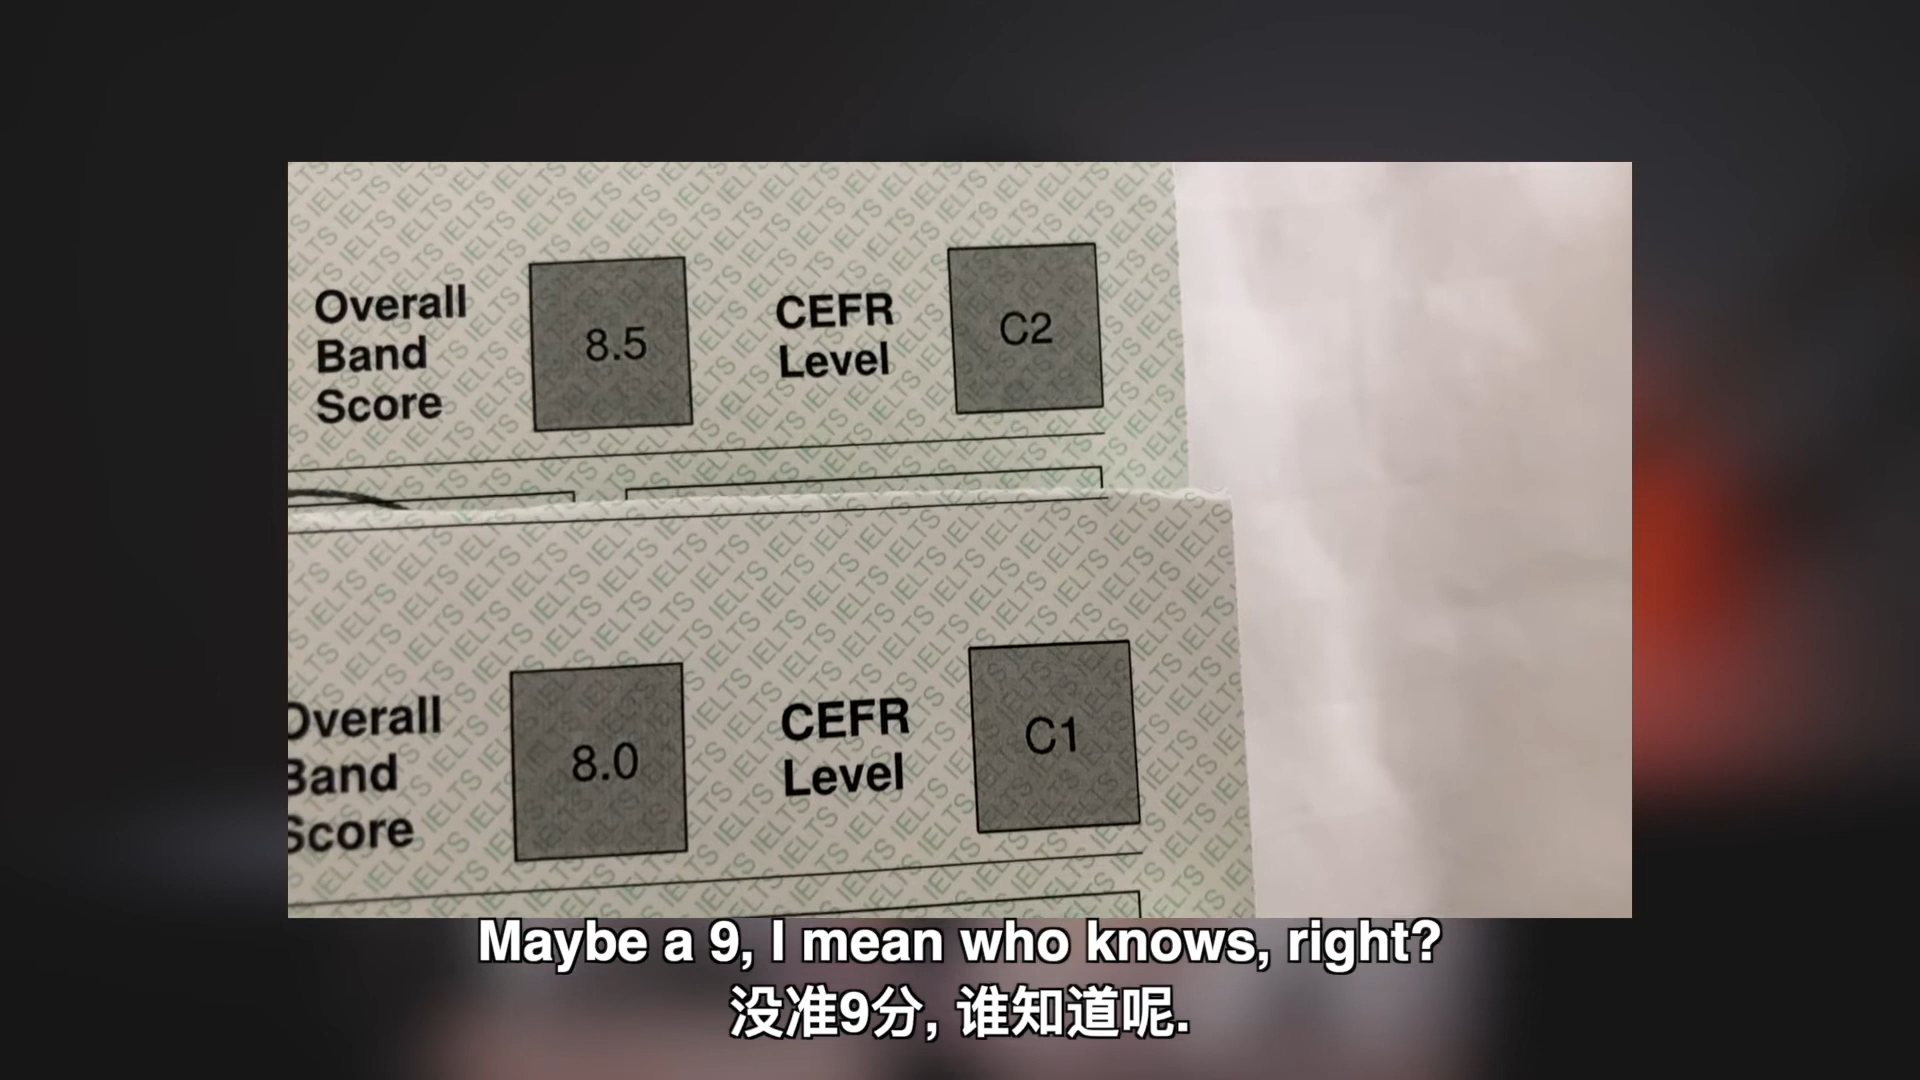 Overall
Band
Score
8.5
CEFR
Level
C2
Overall
Band
Score
8.0
CEFR
Level
C1
Maybe a 9, I mean who knows, right?
没准9分, 谁知道呢.